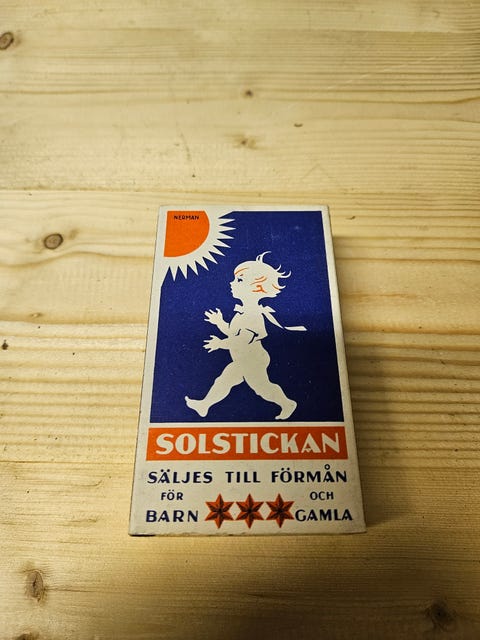 NERMAN
SOLSTICKAN
SÄLJES TILL FÖRMÅN
FÖR OCH
BARN GAMLA